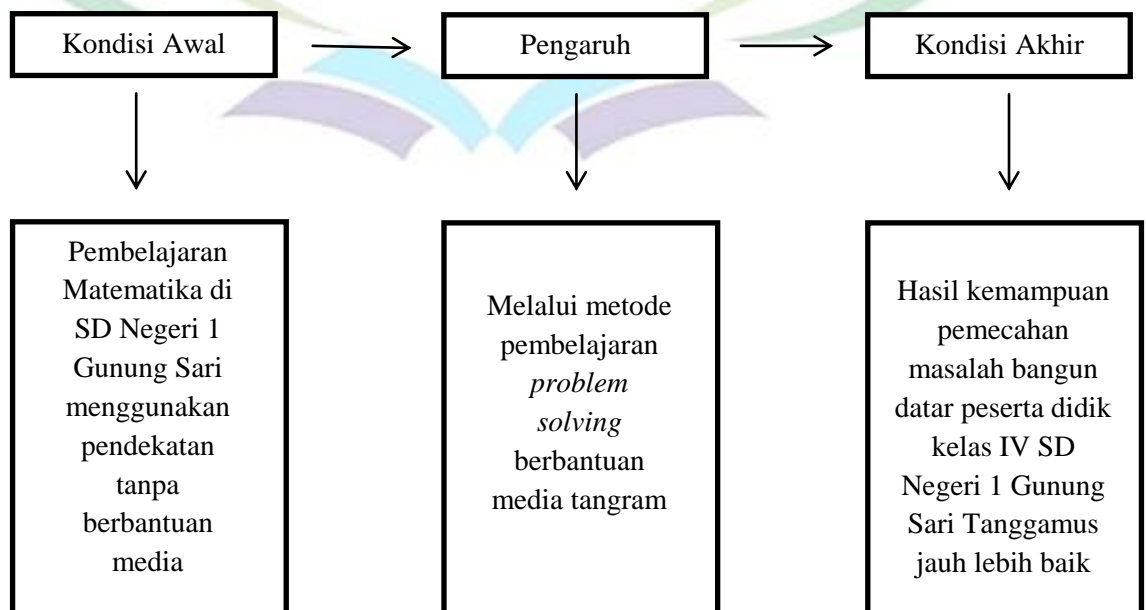 Kondisi Awal
Pengaruh
Kondisi Akhir
Pembelajaran
Matematika di
SD Negeri 1
Gunung Sari
menggunakan
pendekatan
tanpa
berbantuan
media
Melalui metode
pembelajaran
problem
solving
berbantuan
media tangram
Hasil kemampuan
pemecahan
masalah bangun
datar peserta didik
kelas IV SD
Negeri 1 Gunung
Sari Tanggamus
jauh lebih baik